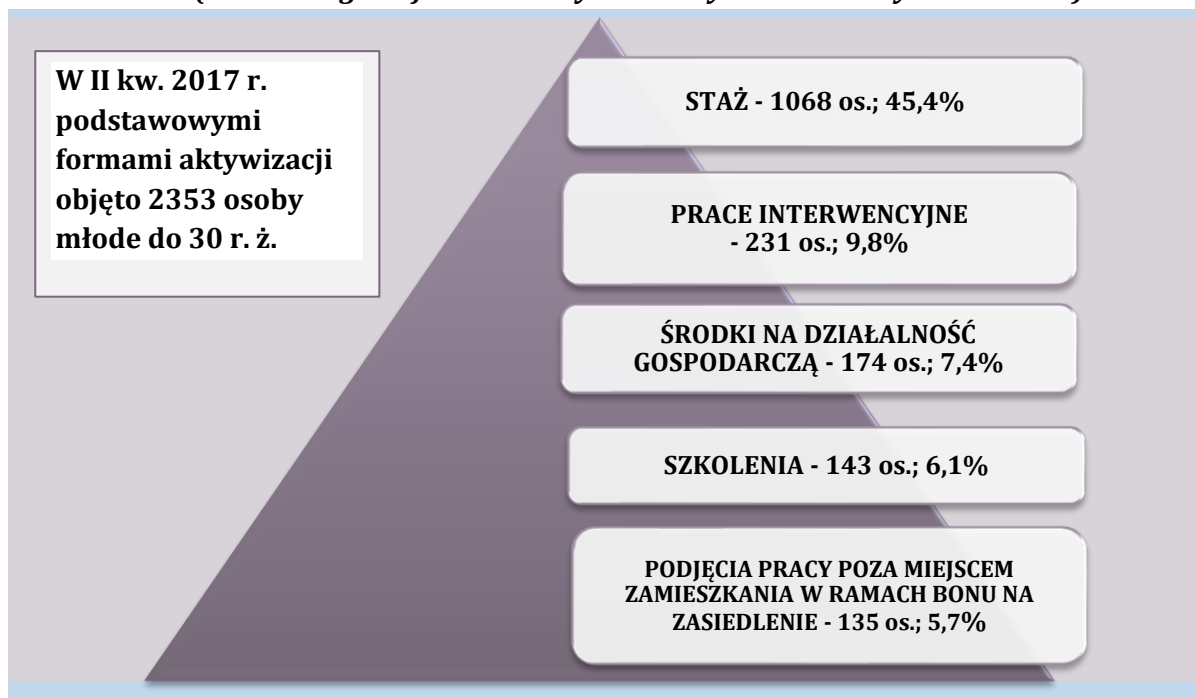 W II kw. 2017 r.
podstawowymi
formami aktywizacji
objęto 2353 osoby
młode do 30 r. ż.
STAŻ - 1068 os.; 45,4%
PRACE INTERWENCYJNE
- 231 os.; 9,8%
ŚRODKI NA DZIAŁALNOŚĆ
GOSPODARCZĄ - 174 os.; 7,4%
SZKOLENIA - 143 os.; 6,1%
PODJĘCIA PRACY POZA MIEJSCEM
ZAMIESZKANIA W RAMACH BONU NA
ZASIEDLENIE - 135 os.; 5,7%